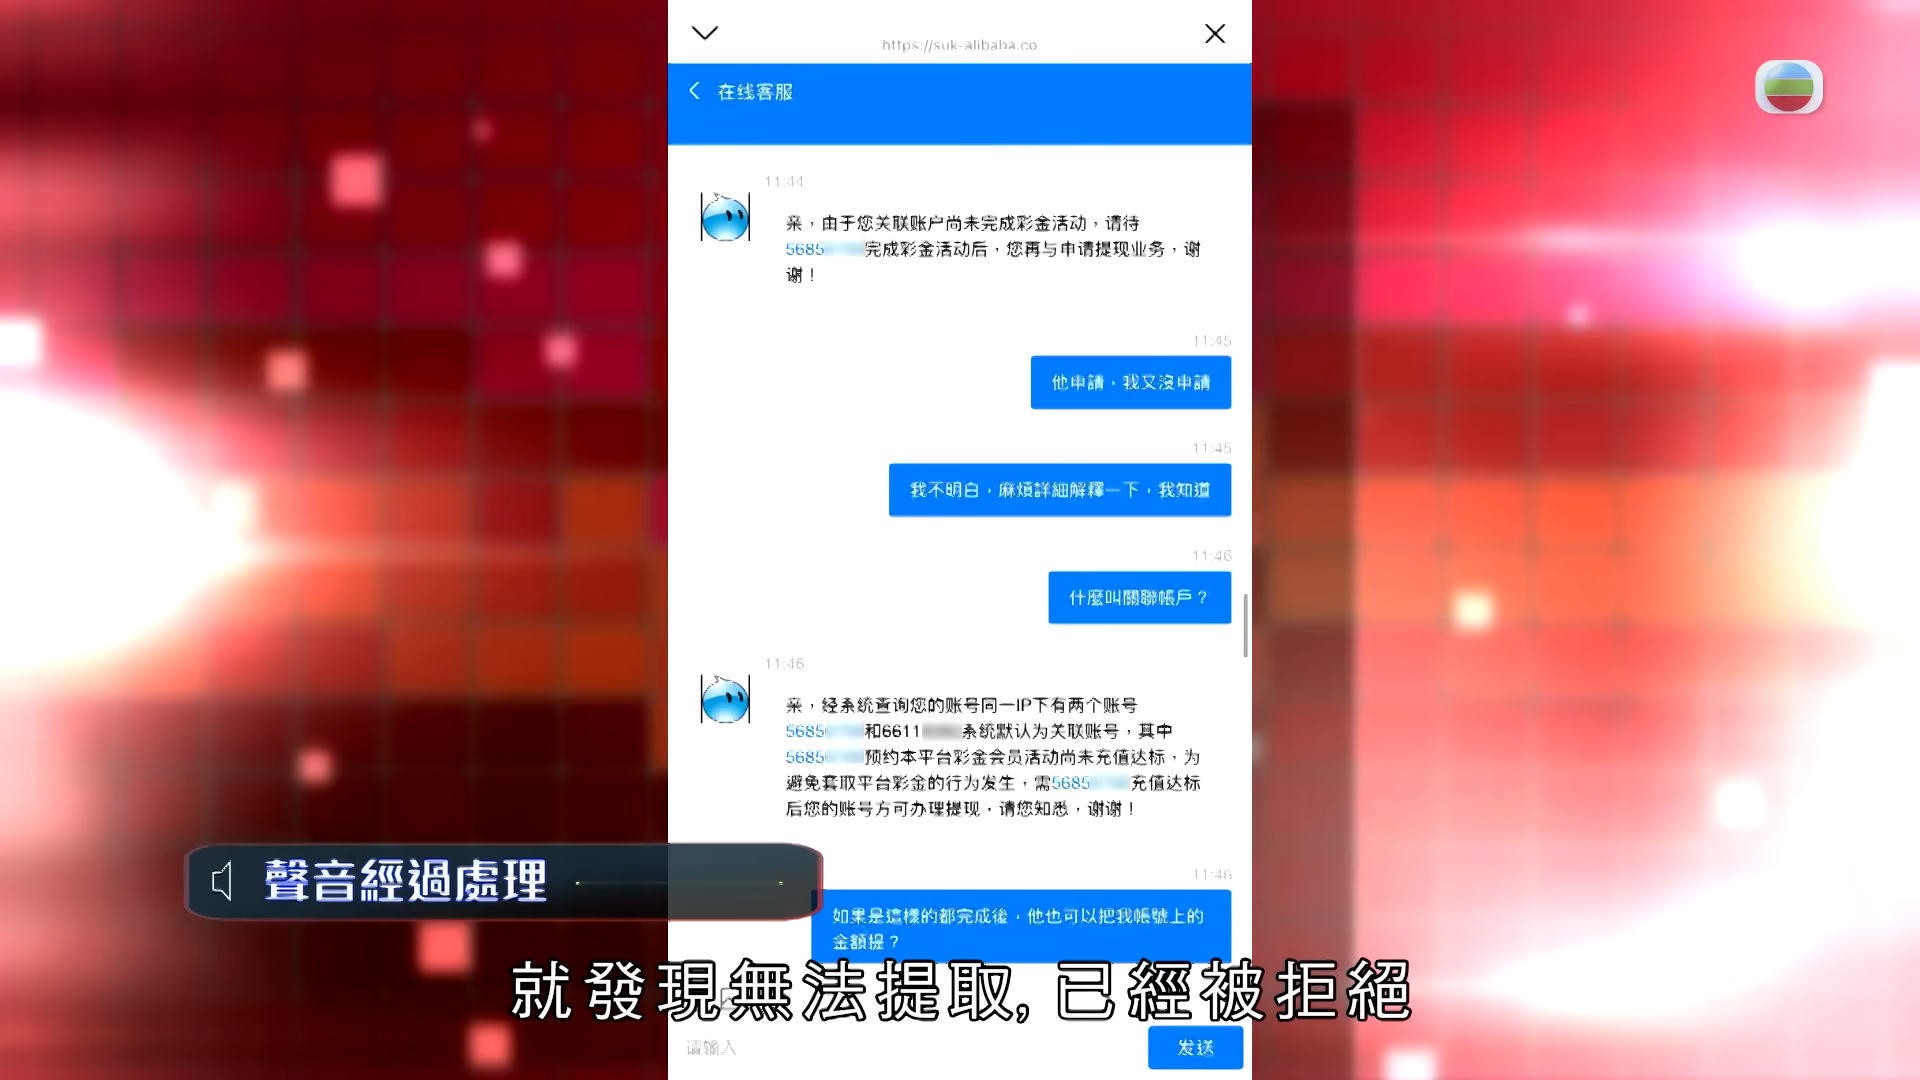 https://suk-alibaba.co
在线客服
11:44
亲，由于您关联账户尚未完成彩金活动，请待
5685 完成彩金活动后，您再与申请提现业务，谢
谢！
11:45
他申請，我又沒申請
11:45
我不明白，麻煩詳細解釋一下，我知道
11:46
什麼叫關聯帳戶？
11:46
亲，经系统查询您的账号同一IP下有两个账号
5685 和6611 系统默认为关联账号，其中
5685 预约本平台彩金会员活动尚未充值达标，为
避免套取平台彩金的行为发生，需5685 充值达标
后您的账号方可办理提现，请您知悉，谢谢！
11:46
如果是這樣的都完成後，他也可以把我帳號上的
金額提？
聲音經過處理
就發現無法提取, 已經被拒絕
请输入
发送